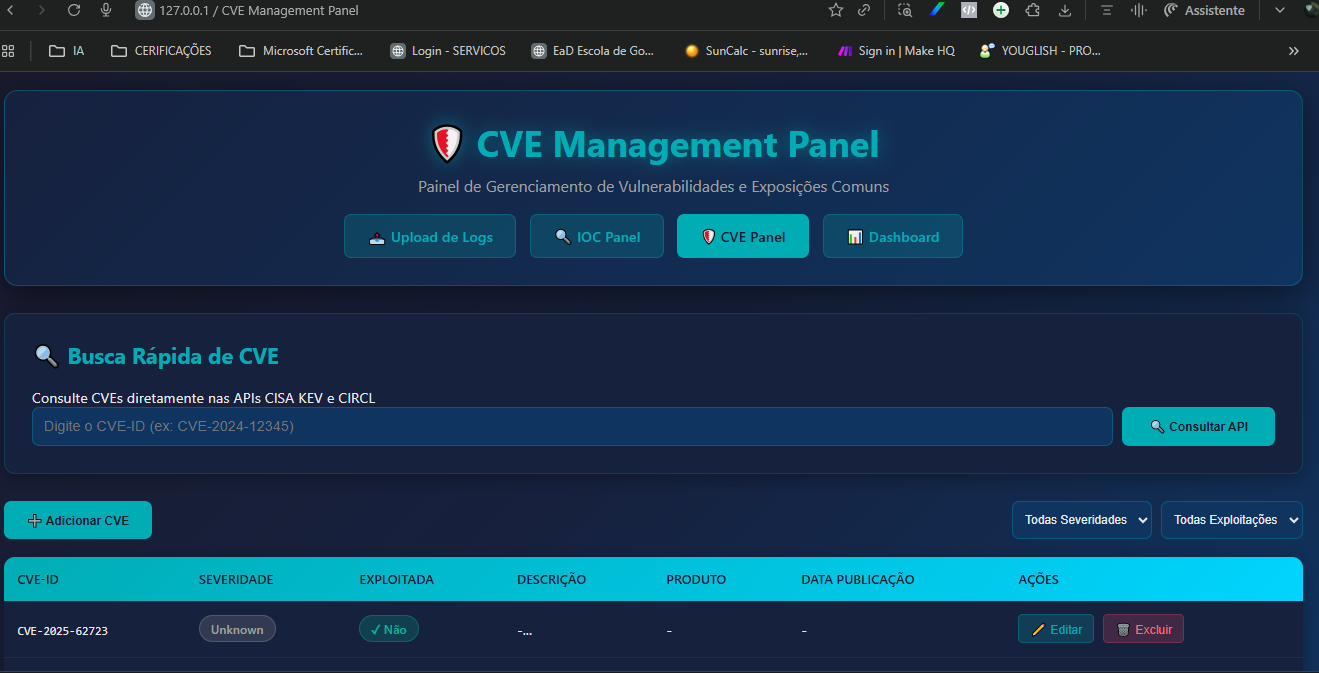 127.0.0.1 / CVE Management Panel
Assistente
IA
CERIFICAÇÕES
Microsoft Certific...
Login - SERVICOS
EaD Escola de Go...
SunCalc - sunrise,...
Sign in | Make HQ
YOUGLISH - PRO...
CVE Management Panel
Painel de Gerenciamento de Vulnerabilidades e Exposições Comuns
Upload de Logs
IOC Panel
CVE Panel
Dashboard
Busca Rápida de CVE
Consulte CVEs diretamente nas APIs CISA KEV e CIRCL
Digite o CVE-ID (ex: CVE-2024-12345)
Consultar API
Adicionar CVE
Todas Severidades
Todas Exploitações
CVE-ID SEVERIDADE EXPLOITADA DESCRIÇÃO PRODUTO DATA PUBLICAÇÃO AÇÕES
CVE-2025-62723 Unknown ✓ Não -... - - Editar Excluir